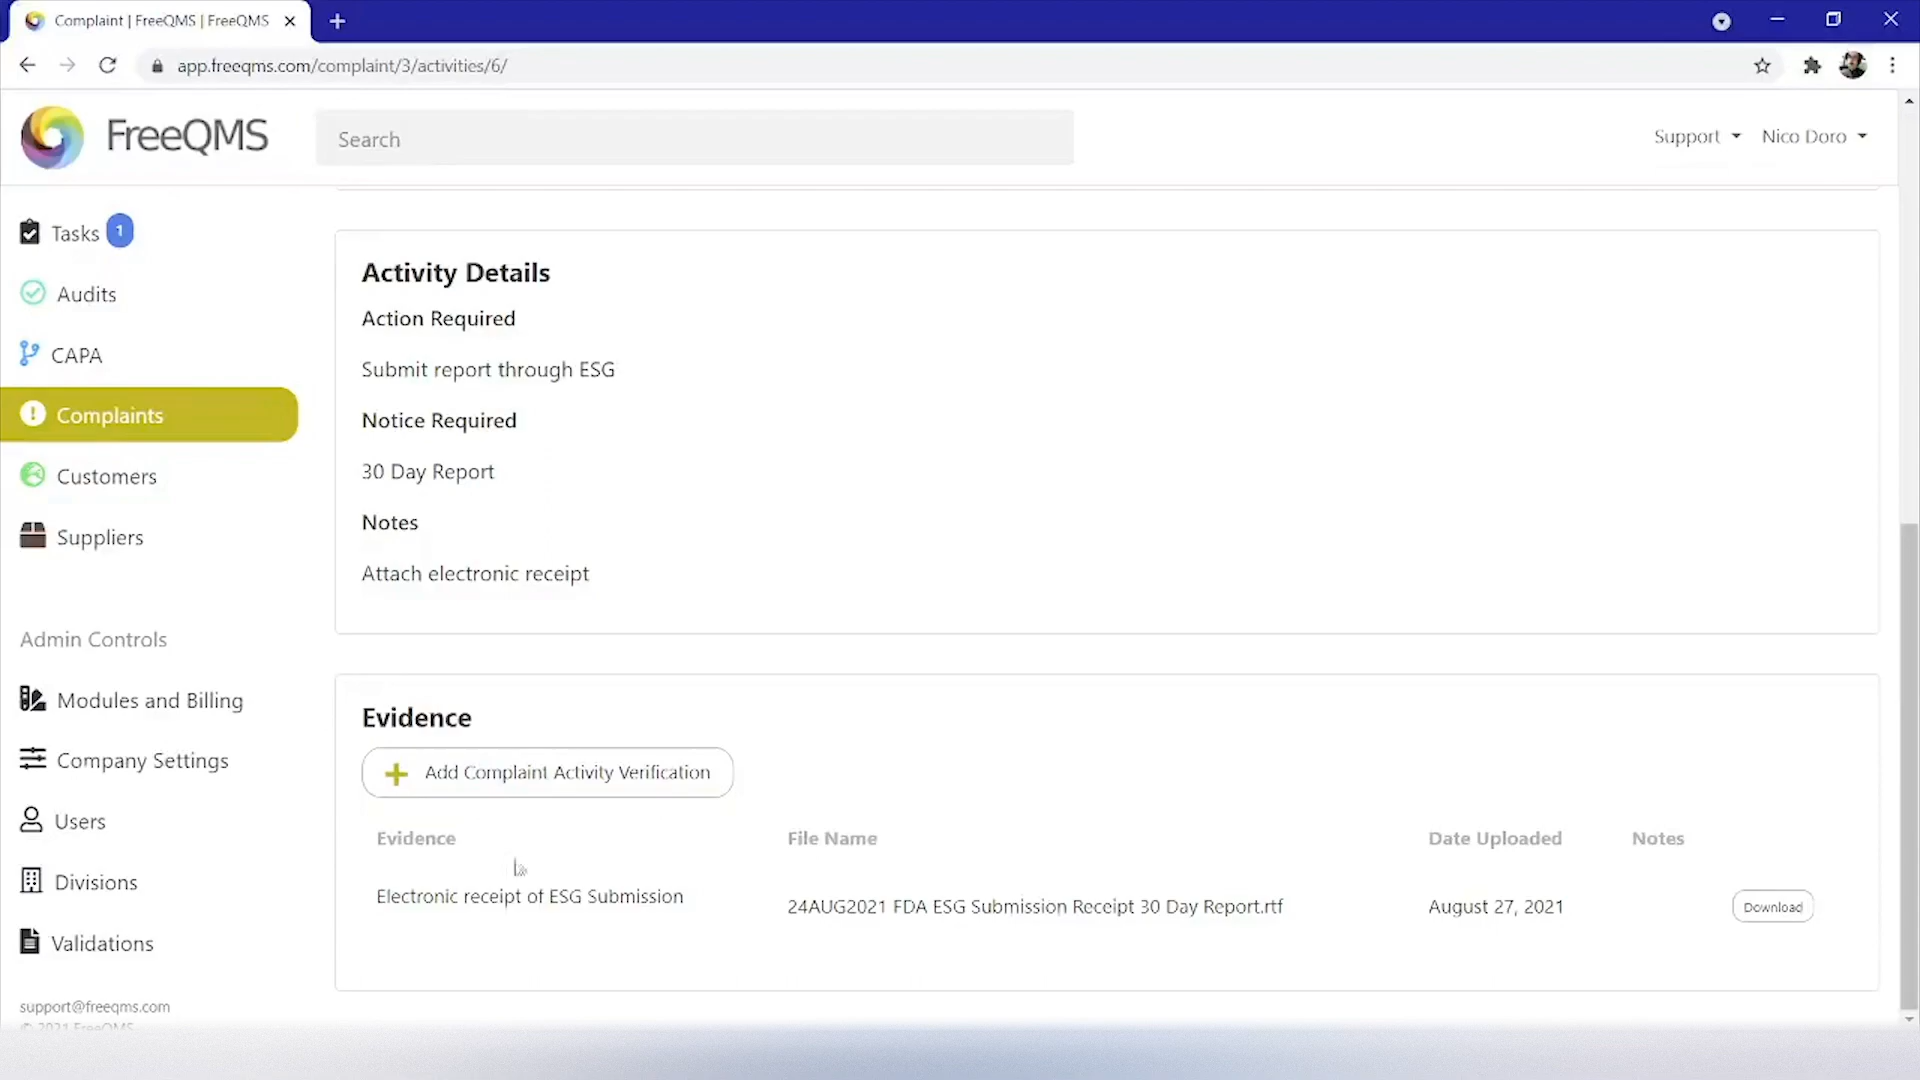 Complaint | FreeQMS | FreeQMS
app.freeqms.com/complaint/3/activities/6/
FreeQMS
Search
Support
Nico Doro
Tasks 1
Audits
CAPA
Complaints
Customers
Suppliers
Admin Controls
Modules and Billing
Company Settings
Users
Divisions
Validations
support@freeqms.com
© 2021 FreeQMS
Activity Details
Action Required
Submit report through ESG
Notice Required
30 Day Report
Notes
Attach electronic receipt
Evidence
Add Complaint Activity Verification
Evidence File Name Date Uploaded Notes
Electronic receipt of ESG Submission 24AUG2021 FDA ESG Submission Receipt 30 Day Report.rtf August 27, 2021 Download